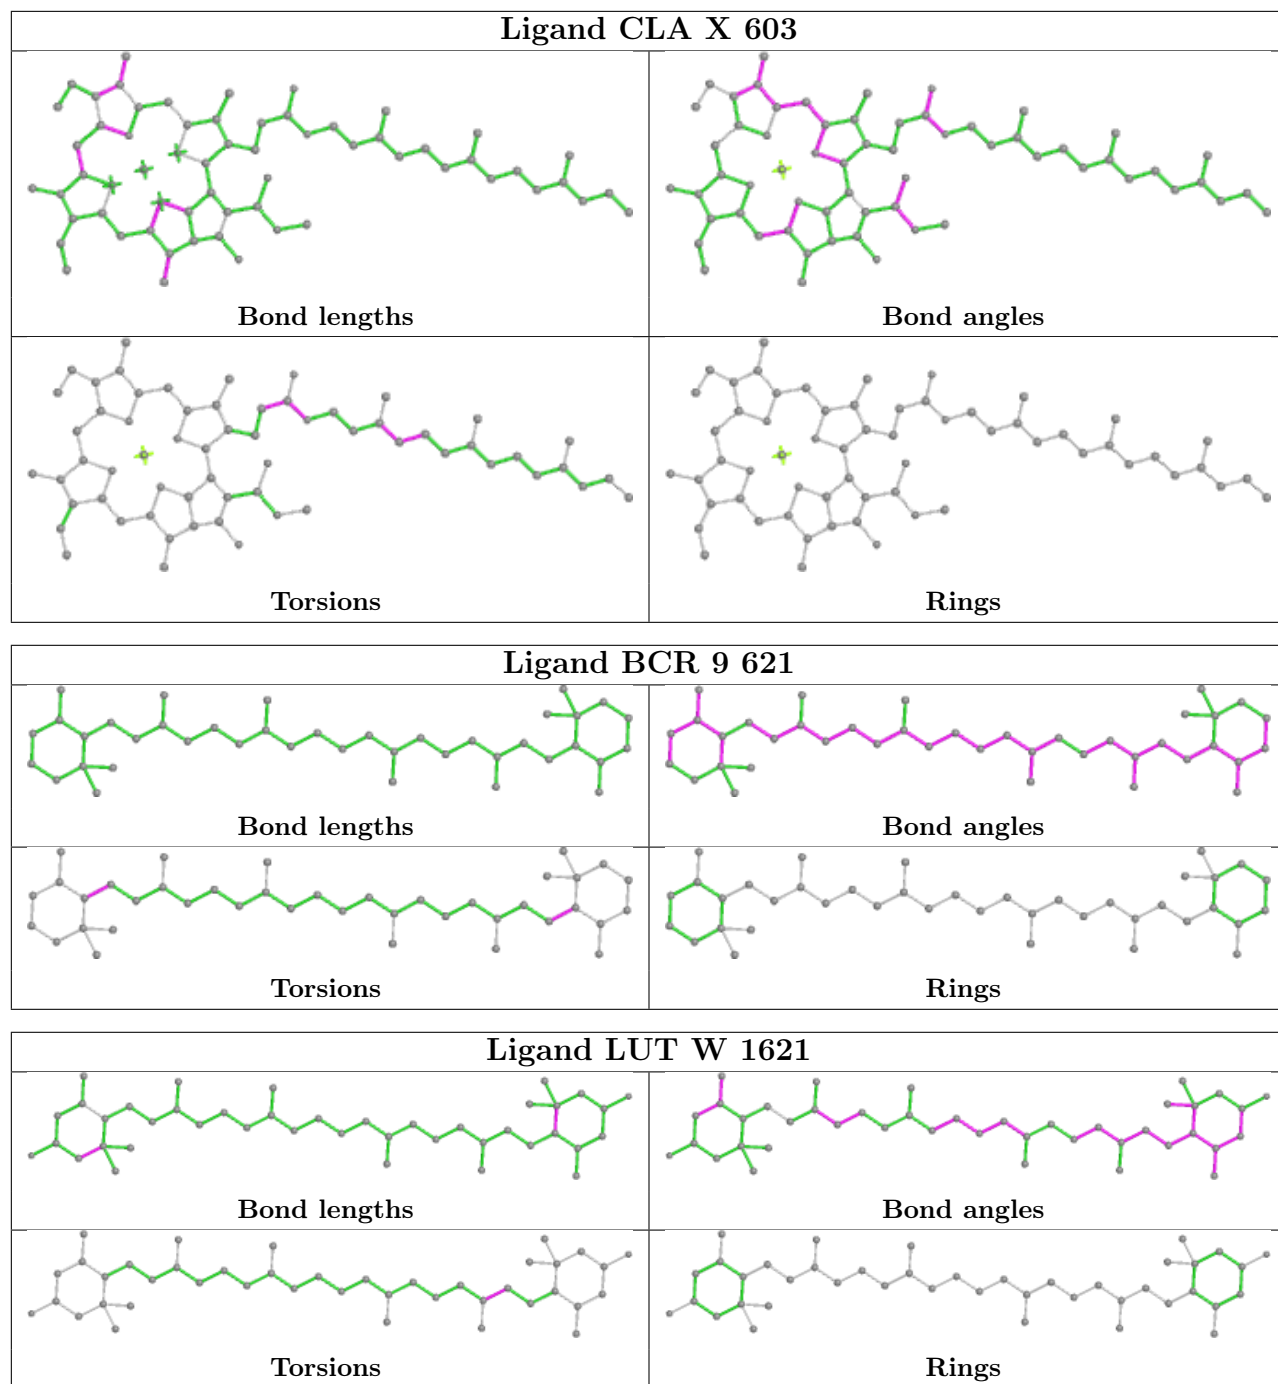 Ligand CLA X 603
Bond lengths
Bond angles
Torsions
Rings
Ligand BCR 9 621
Bond lengths
Bond angles
Torsions
Rings
Ligand LUT W 1621
Bond lengths
Bond angles
Torsions
Rings